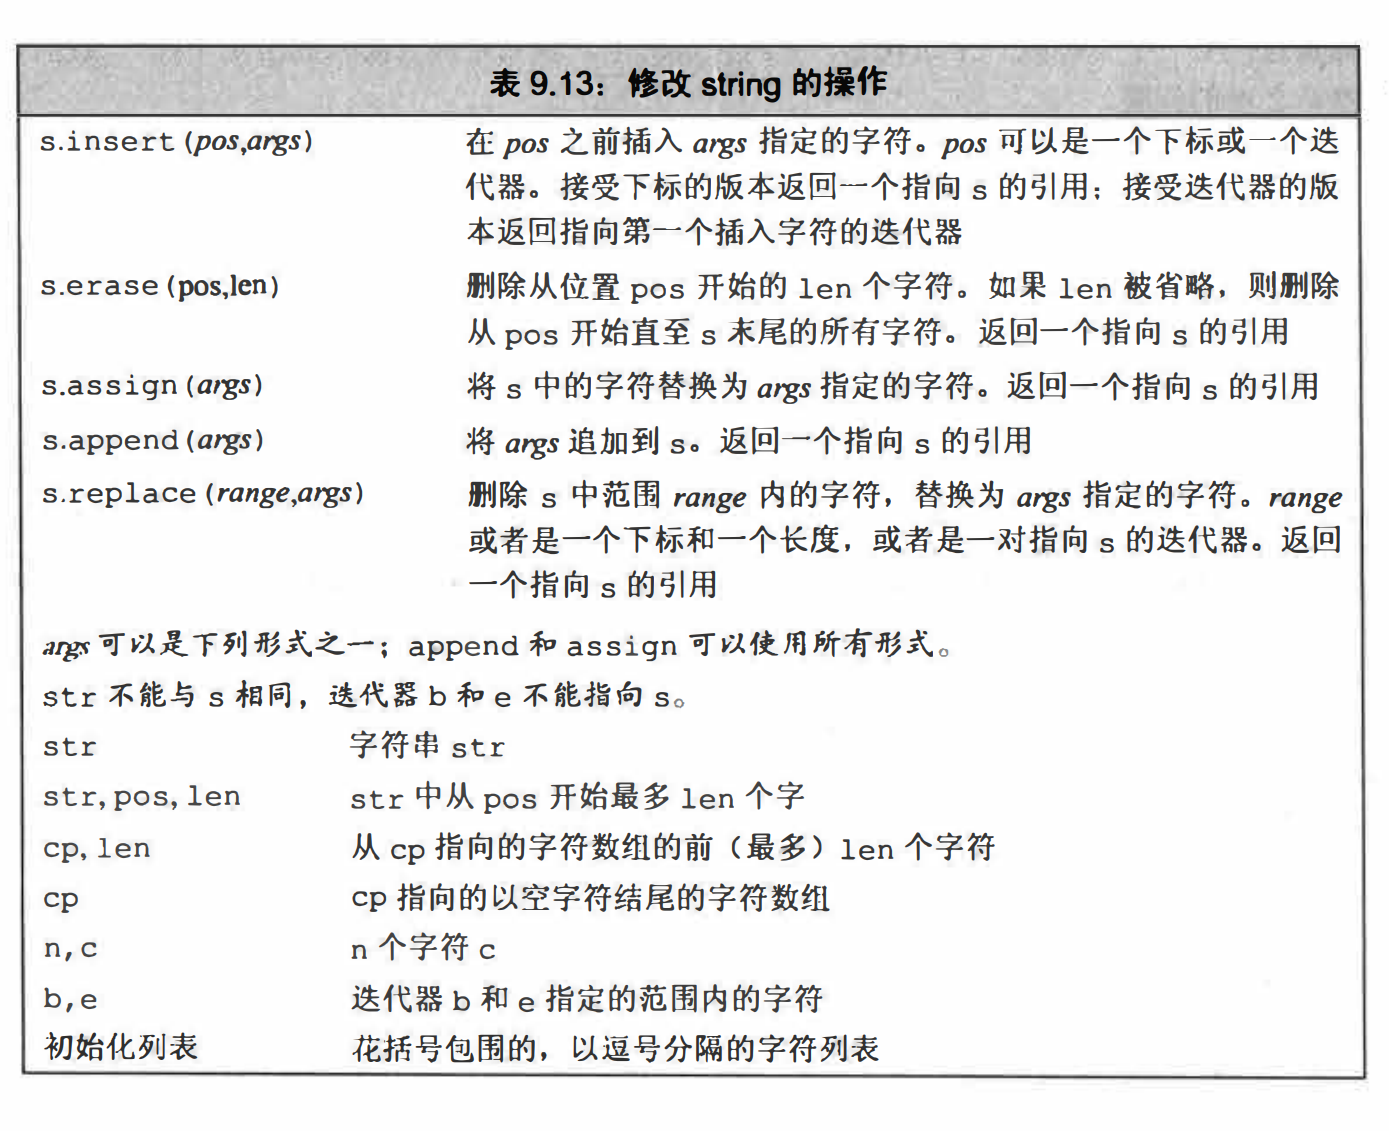 表 9.13：修改 string 的操作
s.insert(pos,args) 在 pos 之前插入 args 指定的字符。pos 可以是一个下标或一个迭
代器。接受下标的版本返回一个指向 s 的引用；接受迭代器的版
本返回指向第一个插入字符的迭代器
s.erase(pos,len) 删除从位置 pos 开始的 len 个字符。如果 len 被省略，则删除
从 pos 开始直至 s 末尾的所有字符。返回一个指向 s 的引用
s.assign(args) 将 s 中的字符替换为 args 指定的字符。返回一个指向 s 的引用
s.append(args) 将 args 追加到 s。返回一个指向 s 的引用
s.replace(range,args) 删除 s 中范围 range 内的字符，替换为 args 指定的字符。range
或者是一个下标和一个长度，或者是一对指向 s 的迭代器。返回
一个指向 s 的引用
args 可以是下列形式之一；append 和 assign 可以使用所有形式。
str 不能与 s 相同，迭代器 b 和 e 不能指向 s。
str 字符串 str
str,pos,len str 中从 pos 开始最多 len 个字
cp,len 从 cp 指向的字符数组的前（最多）len 个字符
cp cp 指向的以空字符结尾的字符数组
n,c n 个字符 c
b,e 迭代器 b 和 e 指定的范围内的字符
初始化列表 花括号包围的，以逗号分隔的字符列表